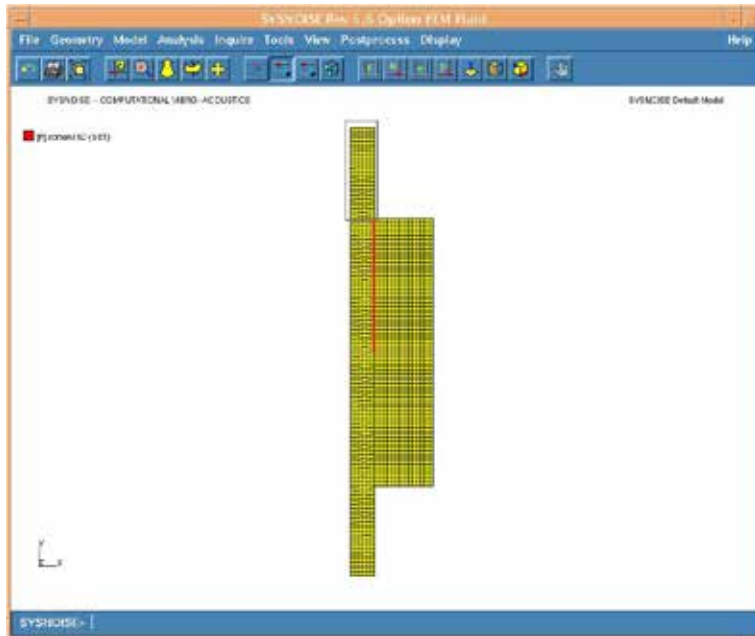 SYSNOISE Rev 5.5 Option FEM Fluid
File Geometry Model Analysis Inquire Tools View Postprocess Display Help
SYSNOISE - COMPUTATIONAL VIBRO-ACOUSTICS
SYSNOISE Default Model
Y
X
SYSNOISE>